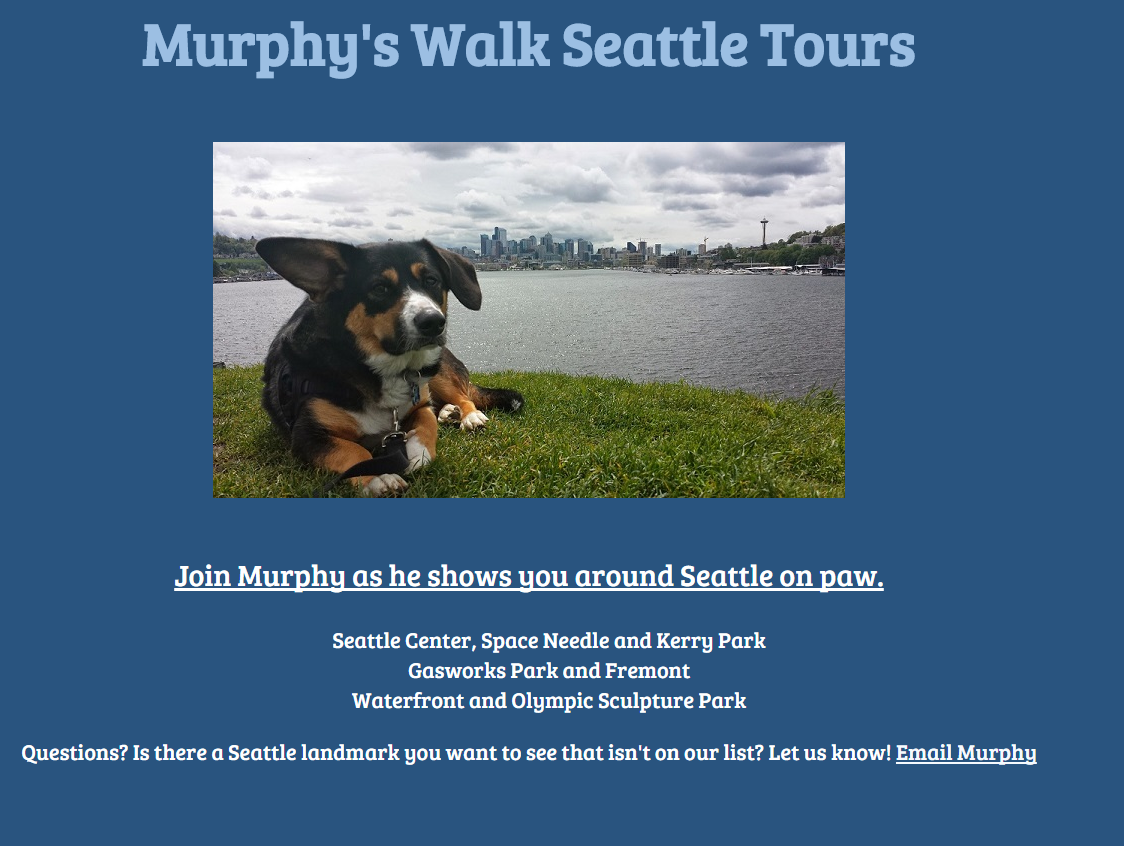 Murphy's Walk Seattle Tours
Join Murphy as he shows you around Seattle on paw.
Seattle Center, Space Needle and Kerry Park
Gasworks Park and Fremont
Waterfront and Olympic Sculpture Park
Questions? Is there a Seattle landmark you want to see that isn't on our list? Let us know! Email Murphy